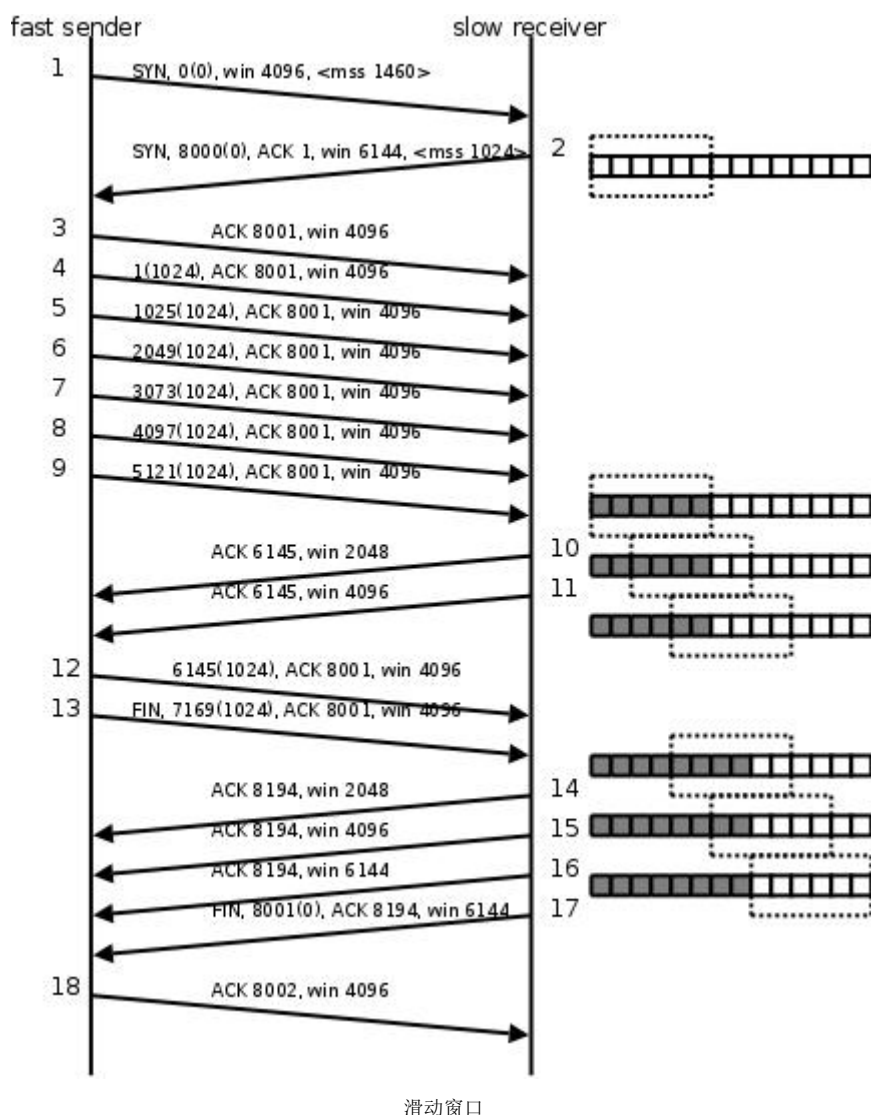 fast sender
slow receiver
1
SYN, 0(0), win 4096, <mss 1460>
SYN, 8000(0), ACK 1, win 6144, <mss 1024>
2
3
ACK 8001, win 4096
4
1(1024), ACK 8001, win 4096
5
1025(1024), ACK 8001, win 4096
6
2049(1024), ACK 8001, win 4096
7
3073(1024), ACK 8001, win 4096
8
4097(1024), ACK 8001, win 4096
9
5121(1024), ACK 8001, win 4096
ACK 6145, win 2048
10
ACK 6145, win 4096
11
12
6145(1024), ACK 8001, win 4096
13
FIN, 7169(1024), ACK 8001, win 4096
ACK 8194, win 2048
14
ACK 8194, win 4096
15
ACK 8194, win 6144
16
FIN, 8001(0), ACK 8194, win 6144
17
18
ACK 8002, win 4096
滑动窗口